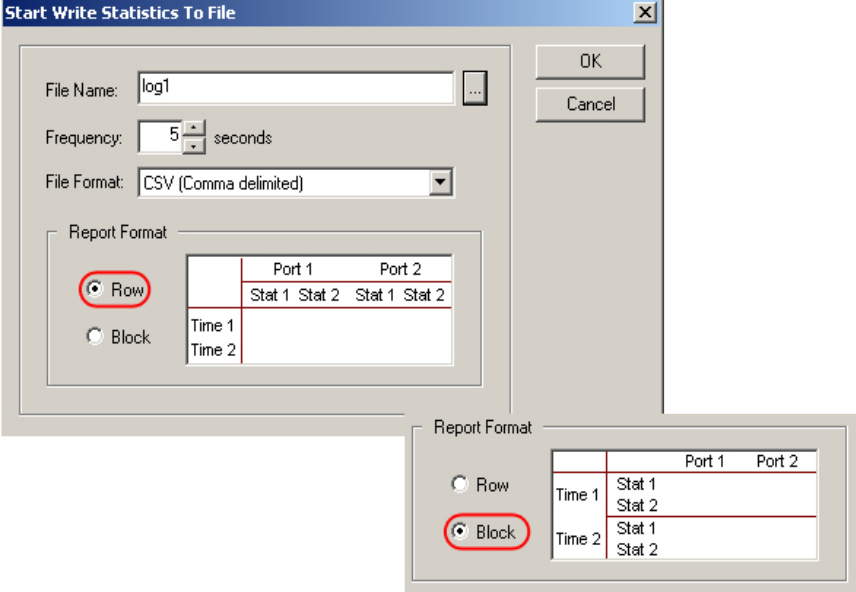 Start Write Statistics To File
OK
File Name: log1 ...
Cancel
Frequency: 5 seconds
File Format: CSV (Comma delimited)
Report Format
Port 1 Port 2
Row
Stat 1 Stat 2 Stat 1 Stat 2
Time 1
Block
Time 2
Report Format
Port 1 Port 2
Row
Stat 1
Time 1
Stat 2
Block
Stat 1
Time 2
Stat 2